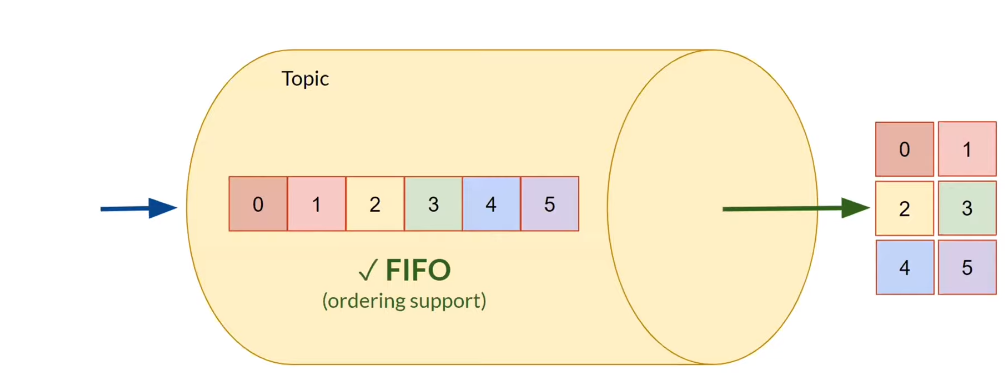 Topic
0 1 2 3 4 5
✓ FIFO
(ordering support)
0 1
2 3
4 5